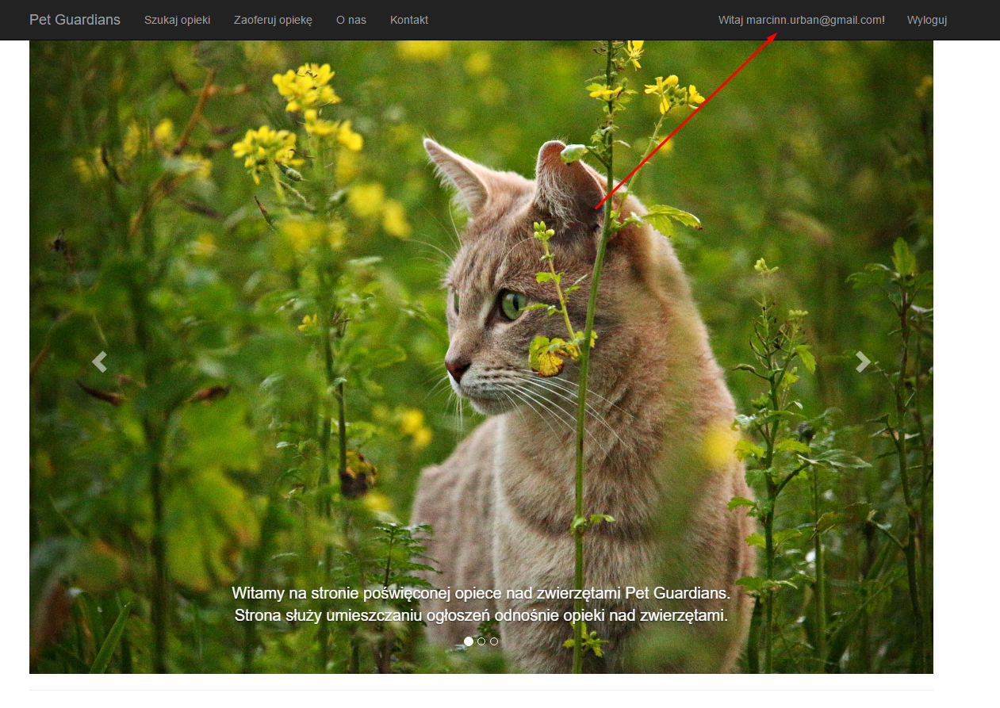 Pet Guardians Szukaj opieki Zaoferuj opiekę O nas Kontakt Witaj marcinn.urban@gmail.com! Wyloguj
Witamy na stronie poświęconej opiece nad zwierzętami Pet Guardians.
Strona służy umieszczaniu ogłoszeń odnośnie opieki nad zwierzętami.